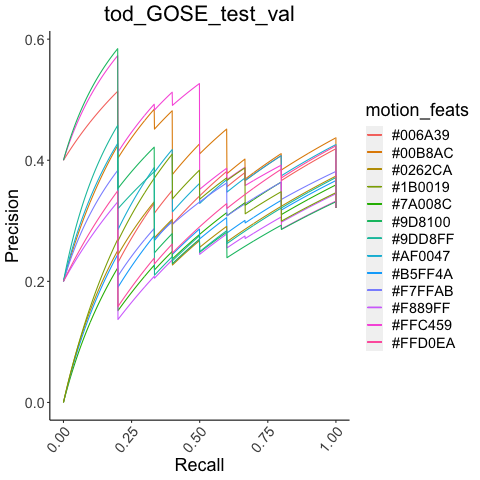 tod_GOSE_test_val
Precision
0.6
0.4
0.2
0.0
0.00
0.25
0.50
0.75
1.00
Recall
motion_feats
#006A39
#00B8AC
#0262CA
#1B0019
#7A008C
#9D8100
#9DD8FF
#AF0047
#B5FF4A
#F7FFAB
#F889FF
#FFC459
#FFD0EA